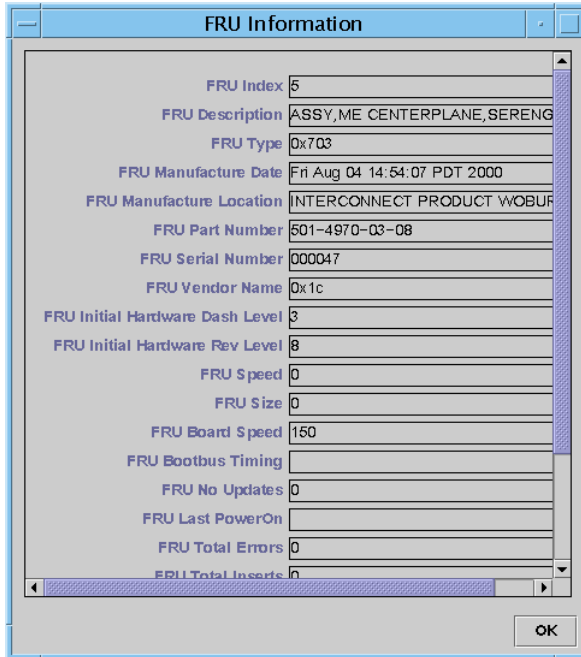 FRU Information
FRU Index 5
FRU Description ASSY,ME CENTERPLANE,SERENG
FRU Type 0x703
FRU Manufacture Date Fri Aug 04 14:54:07 PDT 2000
FRU Manufacture Location INTERCONNECT PRODUCT WOBUR
FRU Part Number 501-4970-03-08
FRU Serial Number 000047
FRU Vendor Name 0x1c
FRU Initial Hardware Dash Level 3
FRU Initial Hardware Rev Level 8
FRU Speed 0
FRU Size 0
FRU Board Speed 150
FRU Bootbus Timing
FRU No Updates 0
FRU Last PowerOn
FRU Total Errors 0
FRU Total Inserts 0
OK